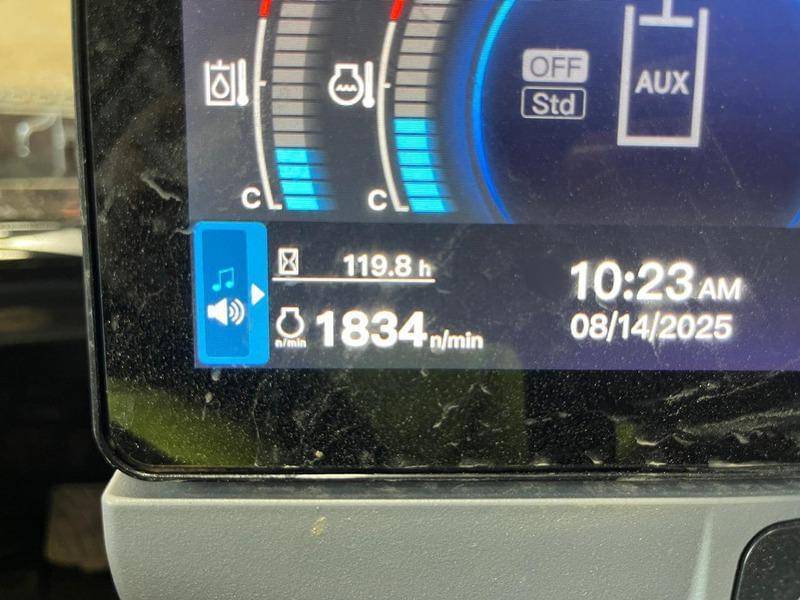 OFF
Std
AUX
C
C
119.8 h
n/min
1834 n/min
10:23 AM
08/14/2025